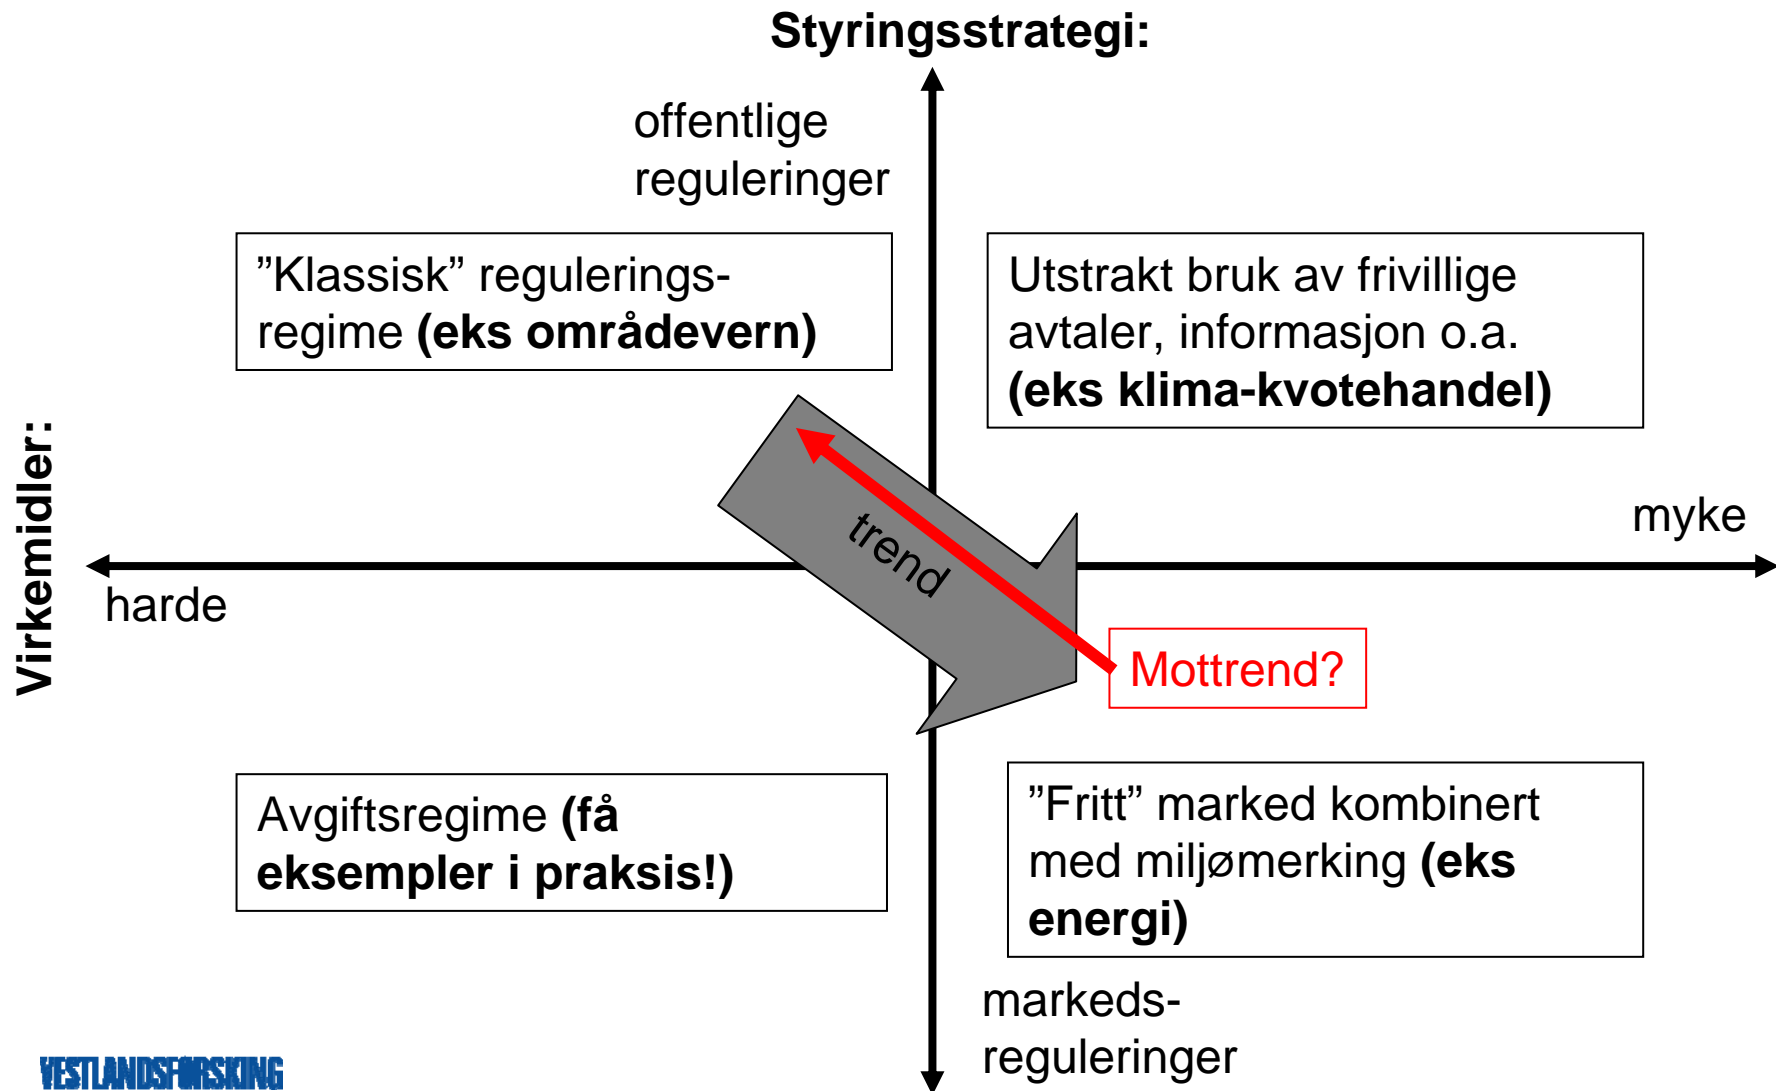 Styringsstrategi:
offentlige
reguleringer
”Klassisk” regulerings-
regime (eks områdevern)
Utstrakt bruk av frivillige
avtaler, informasjon o.a.
(eks klima-kvotehandel)
Virkemidler:
myke
trend
harde
Mottrend?
Avgiftsregime (få
eksempler i praksis!)
”Fritt” marked kombinert
med miljømerking (eks
energi)
markeds-
reguleringer
VESTLANDSFORSKING